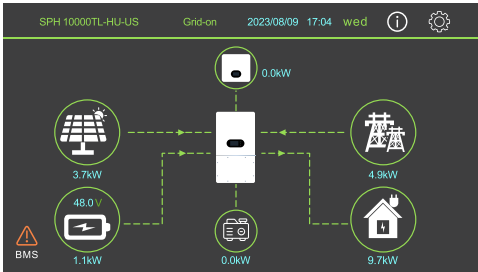 SPH 10000TL-HU-US Grid-on 2023/08/09 17:04 wed
0.0kW
3.7kW
4.9kW
48.0V
BMS
1.1kW
0.0kW
9.7kW